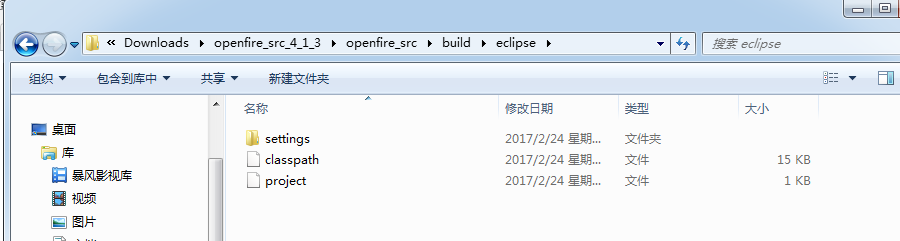 « Downloads ▸ openfire_src_4_1_3 ▸ openfire_src ▸ build ▸ eclipse ▸
搜索 eclipse
组织 包含到库中 共享 新建文件夹
名称 修改日期 类型 大小
settings 2017/2/24 星期... 文件夹
classpath 2017/2/24 星期... 文件 15 KB
project 2017/2/24 星期... 文件 1 KB
桌面
库
暴风影视库
视频
图片